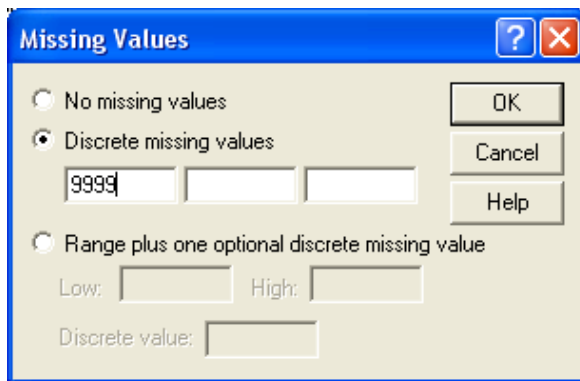 Missing Values
No missing values
OK
Discrete missing values
Cancel
9999
Help
Range plus one optional discrete missing value
Low: High:
Discrete value: